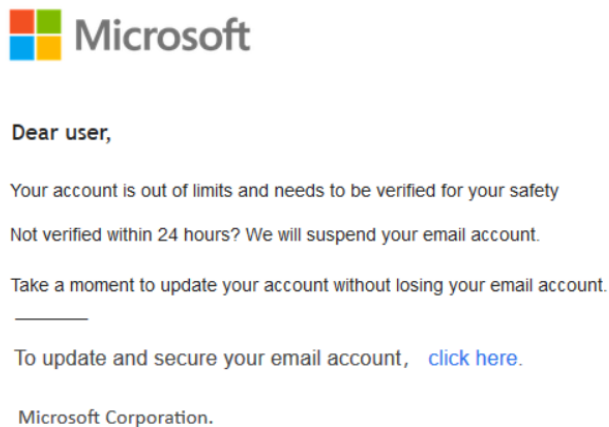 Microsoft
Dear user,
Your account is out of limits and needs to be verified for your safety
Not verified within 24 hours? We will suspend your email account.
Take a moment to update your account without losing your email account.
To update and secure your email account, click here.
Microsoft Corporation.